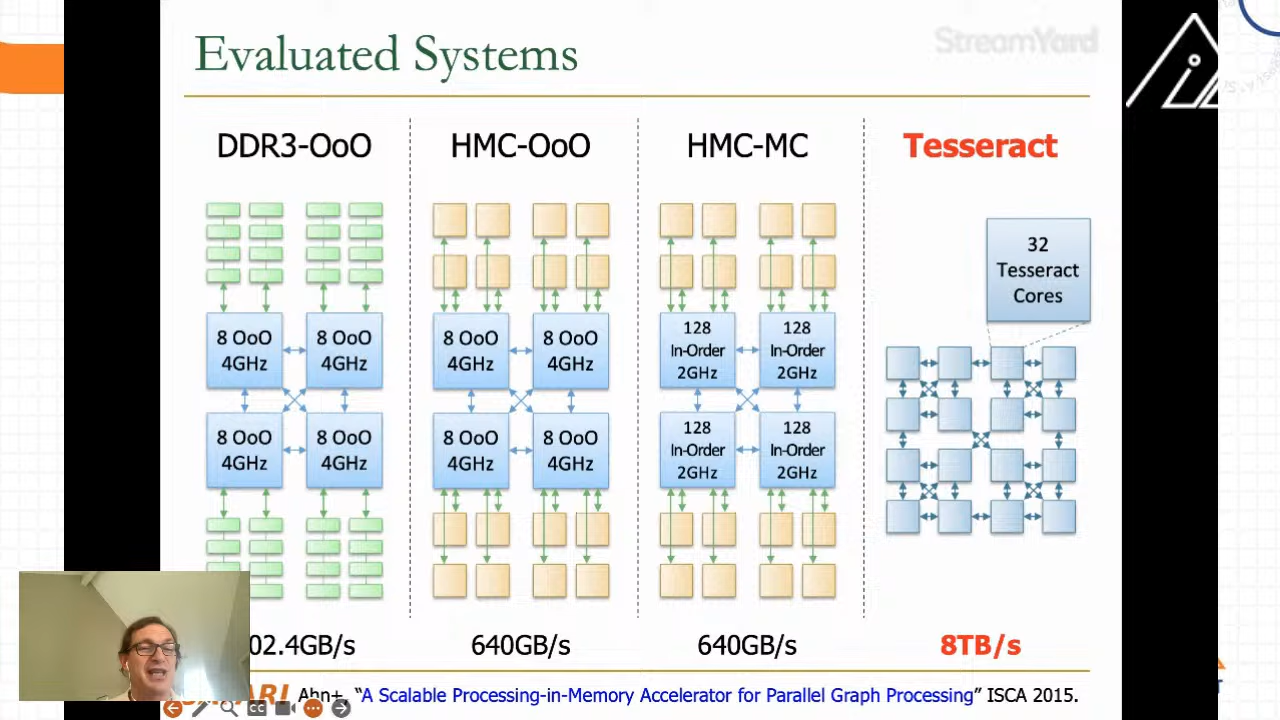 StreamYard
Evaluated Systems
DDR3-OoO
HMC-OoO
HMC-MC
Tesseract
32
Tesseract
Cores
8 OoO
4GHz
8 OoO
4GHz
8 OoO
4GHz
8 OoO
4GHz
8 OoO
4GHz
8 OoO
4GHz
8 OoO
4GHz
8 OoO
4GHz
128
In-Order
2GHz
128
In-Order
2GHz
128
In-Order
2GHz
128
In-Order
2GHz
02.4GB/s
640GB/s
640GB/s
8TB/s
Ahn+, “A Scalable Processing-in-Memory Accelerator for Parallel Graph Processing” ISCA 2015.
CC